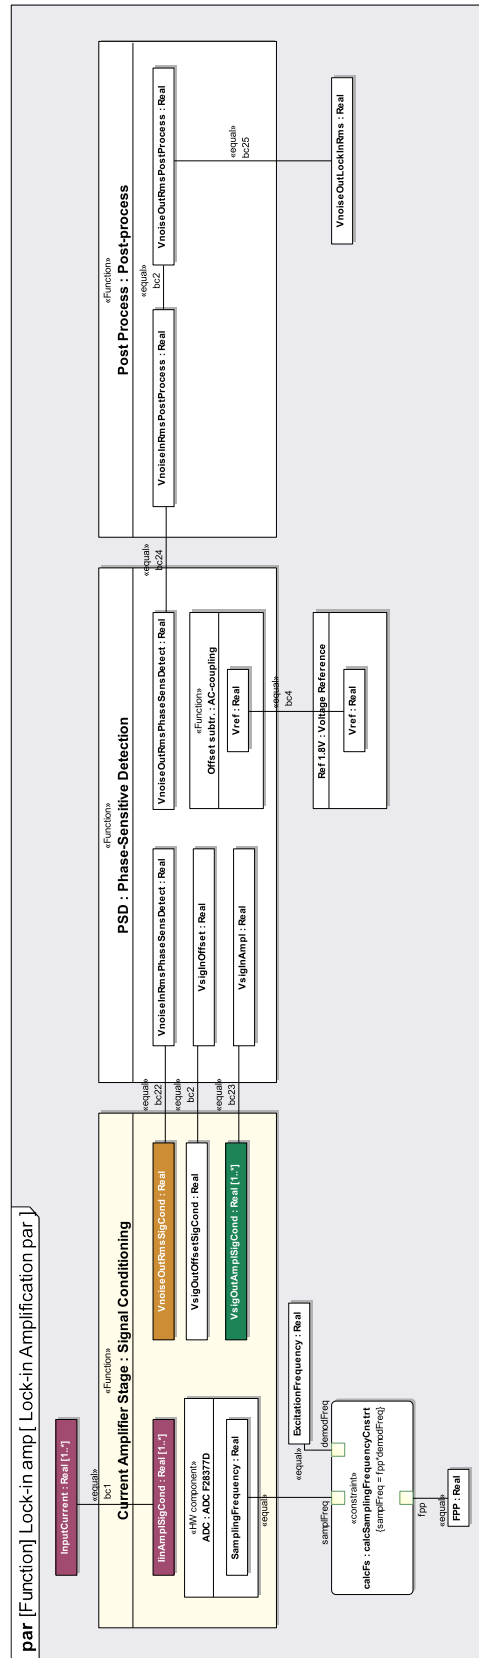 par [Function] Lock-in amp [ Lock-in Amplification par ]
InputCurrent : Real [1..*]
«equal»
bc1
«Function»
Current Amplifier Stage : Signal Conditioning
IinAmplSigCond : Real [1..*]
VnoiseOutRmsSigCond : Real
VsigOutOffsetSigCond : Real
VsigOutAmplSigCond : Real [1..*]
«HW component»
ADC : ADC F28377D
SamplingFrequency : Real
«equal»
«equal»
ExcitationFrequency : Real
samplFreq
demodFreq
«constraint»
calcFs : calcSamplingFrequencyCnstrt
{samplFreq = fpp*demodFreq}
fpp
«equal»
FPP : Real
«equal»
bc22
«equal»
bc2
«equal»
bc23
«Function»
PSD : Phase-Sensitive Detection
VnoiseInRmsPhaseSensDetect : Real
VnoiseOutRmsPhaseSensDetect : Real
VsigInOffset : Real
VsigInAmpl : Real
«Function»
Offset subtr. : AC-coupling
Vref : Real
«equal»
bc4
Ref 1.8V : Voltage Reference
Vref : Real
«equal»
bc24
«Function»
Post Process : Post-process
VnoiseInRmsPostProcess : Real
«equal»
bc2
VnoiseOutRmsPostProcess : Real
«equal»
bc25
VnoiseOutLockInRms : Real